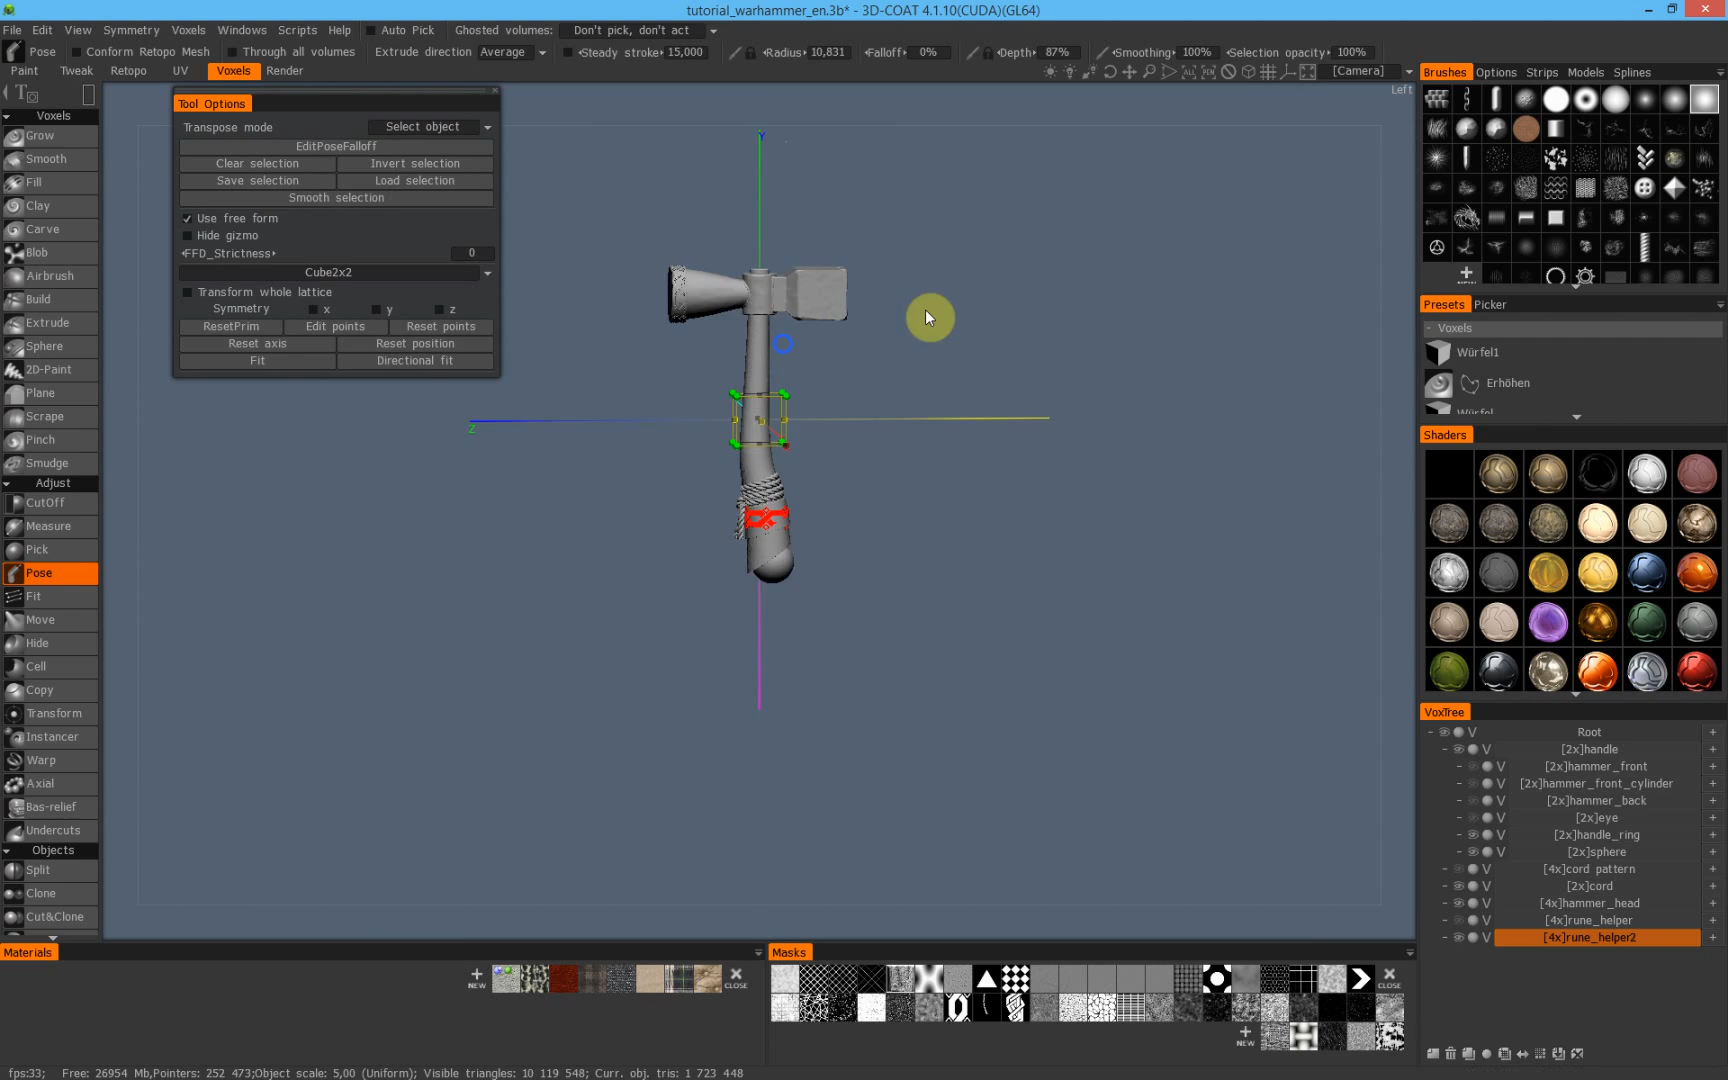 tutorial_warhammer_en.3b* - 3D-COAT 4.1.10(CUDA)(GL64)
File Edit View Symmetry Voxels Windows Scripts Help Auto Pick Ghosted volumes: Don't pick, don't act
Pose Conform Retopo Mesh Through all volumes Extrude direction Average Steady stroke 15,000 Radius 10,831 Falloff 0% Depth 87% Smoothing 100% Selection opacity 100%
Paint Tweak Retopo UV Voxels Render [Camera]
Left
Brushes Options Strips Models Splines
Tool Options
Transpose mode Select object
EditPoseFalloff
Clear selection Invert selection
Save selection Load selection
Smooth selection
Use free form
Hide gizmo
FFD_Strictness 0
Cube2x2
Transform whole lattice
Symmetry x y z
ResetPrim Edit points Reset points
Reset axis Reset position
Fit Directional fit
Voxels
Grow
Smooth
Fill
Clay
Carve
Blob
Airbrush
Build
Extrude
Sphere
2D-Paint
Plane
Scrape
Pinch
Smudge
Adjust
CutOff
Measure
Pick
Pose
Fit
Move
Hide
Cell
Copy
Transform
Instancer
Warp
Axial
Bas-relief
Undercuts
Objects
Split
Clone
Cut&Clone
Y
Z
NEW
Presets Picker
Voxels
Würfel1
Erhöhen
Würfel
Shaders
VoxTree
Root
[2x]handle
[2x]hammer_front
[2x]hammer_front_cylinder
[2x]hammer_back
[2x]eye
[2x]handle_ring
[2x]sphere
[4x]cord pattern
[2x]cord
[4x]hammer_head
[4x]rune_helper
[4x]rune_helper2
Materials
NEW CLOSE
Masks
CLOSE
NEW
fps:33; Free: 26954 Mb,Pointers: 252 473;Object scale: 5,00 (Uniform); Visible triangles: 10 119 548; Curr. obj. tris: 1 723 448